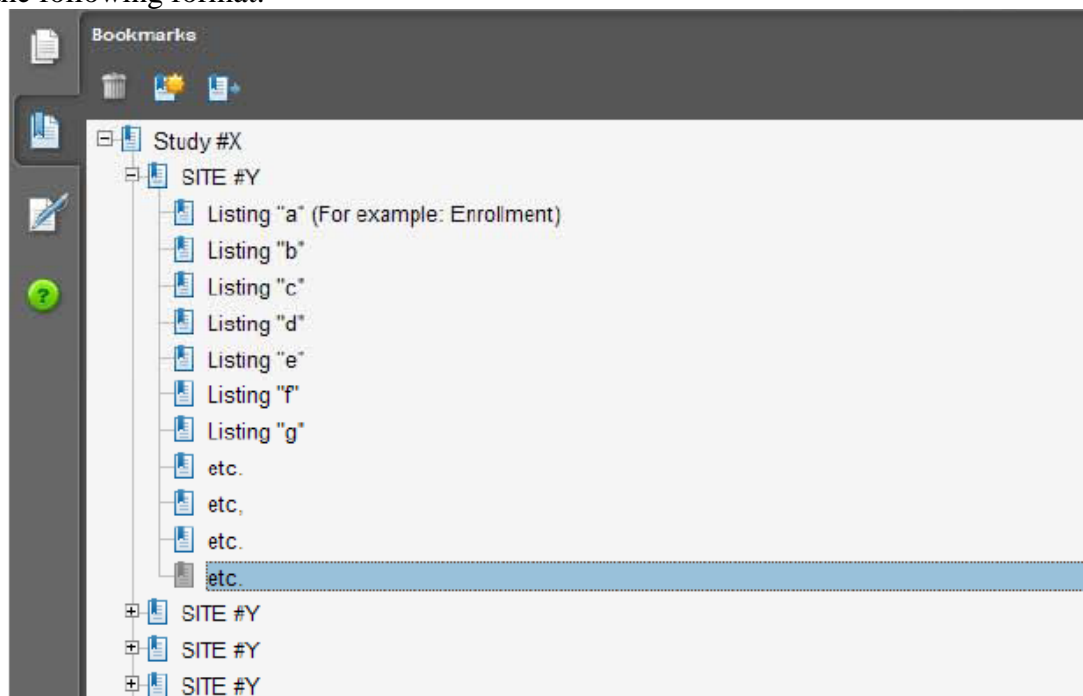 the following format:
Bookmarks
Study #X
SITE #Y
Listing "a" (For example: Enrollment)
Listing "b"
Listing "c"
Listing "d"
Listing "e"
Listing "f"
Listing "g"
etc.
etc,
etc.
etc.
SITE #Y
SITE #Y
SITE #Y